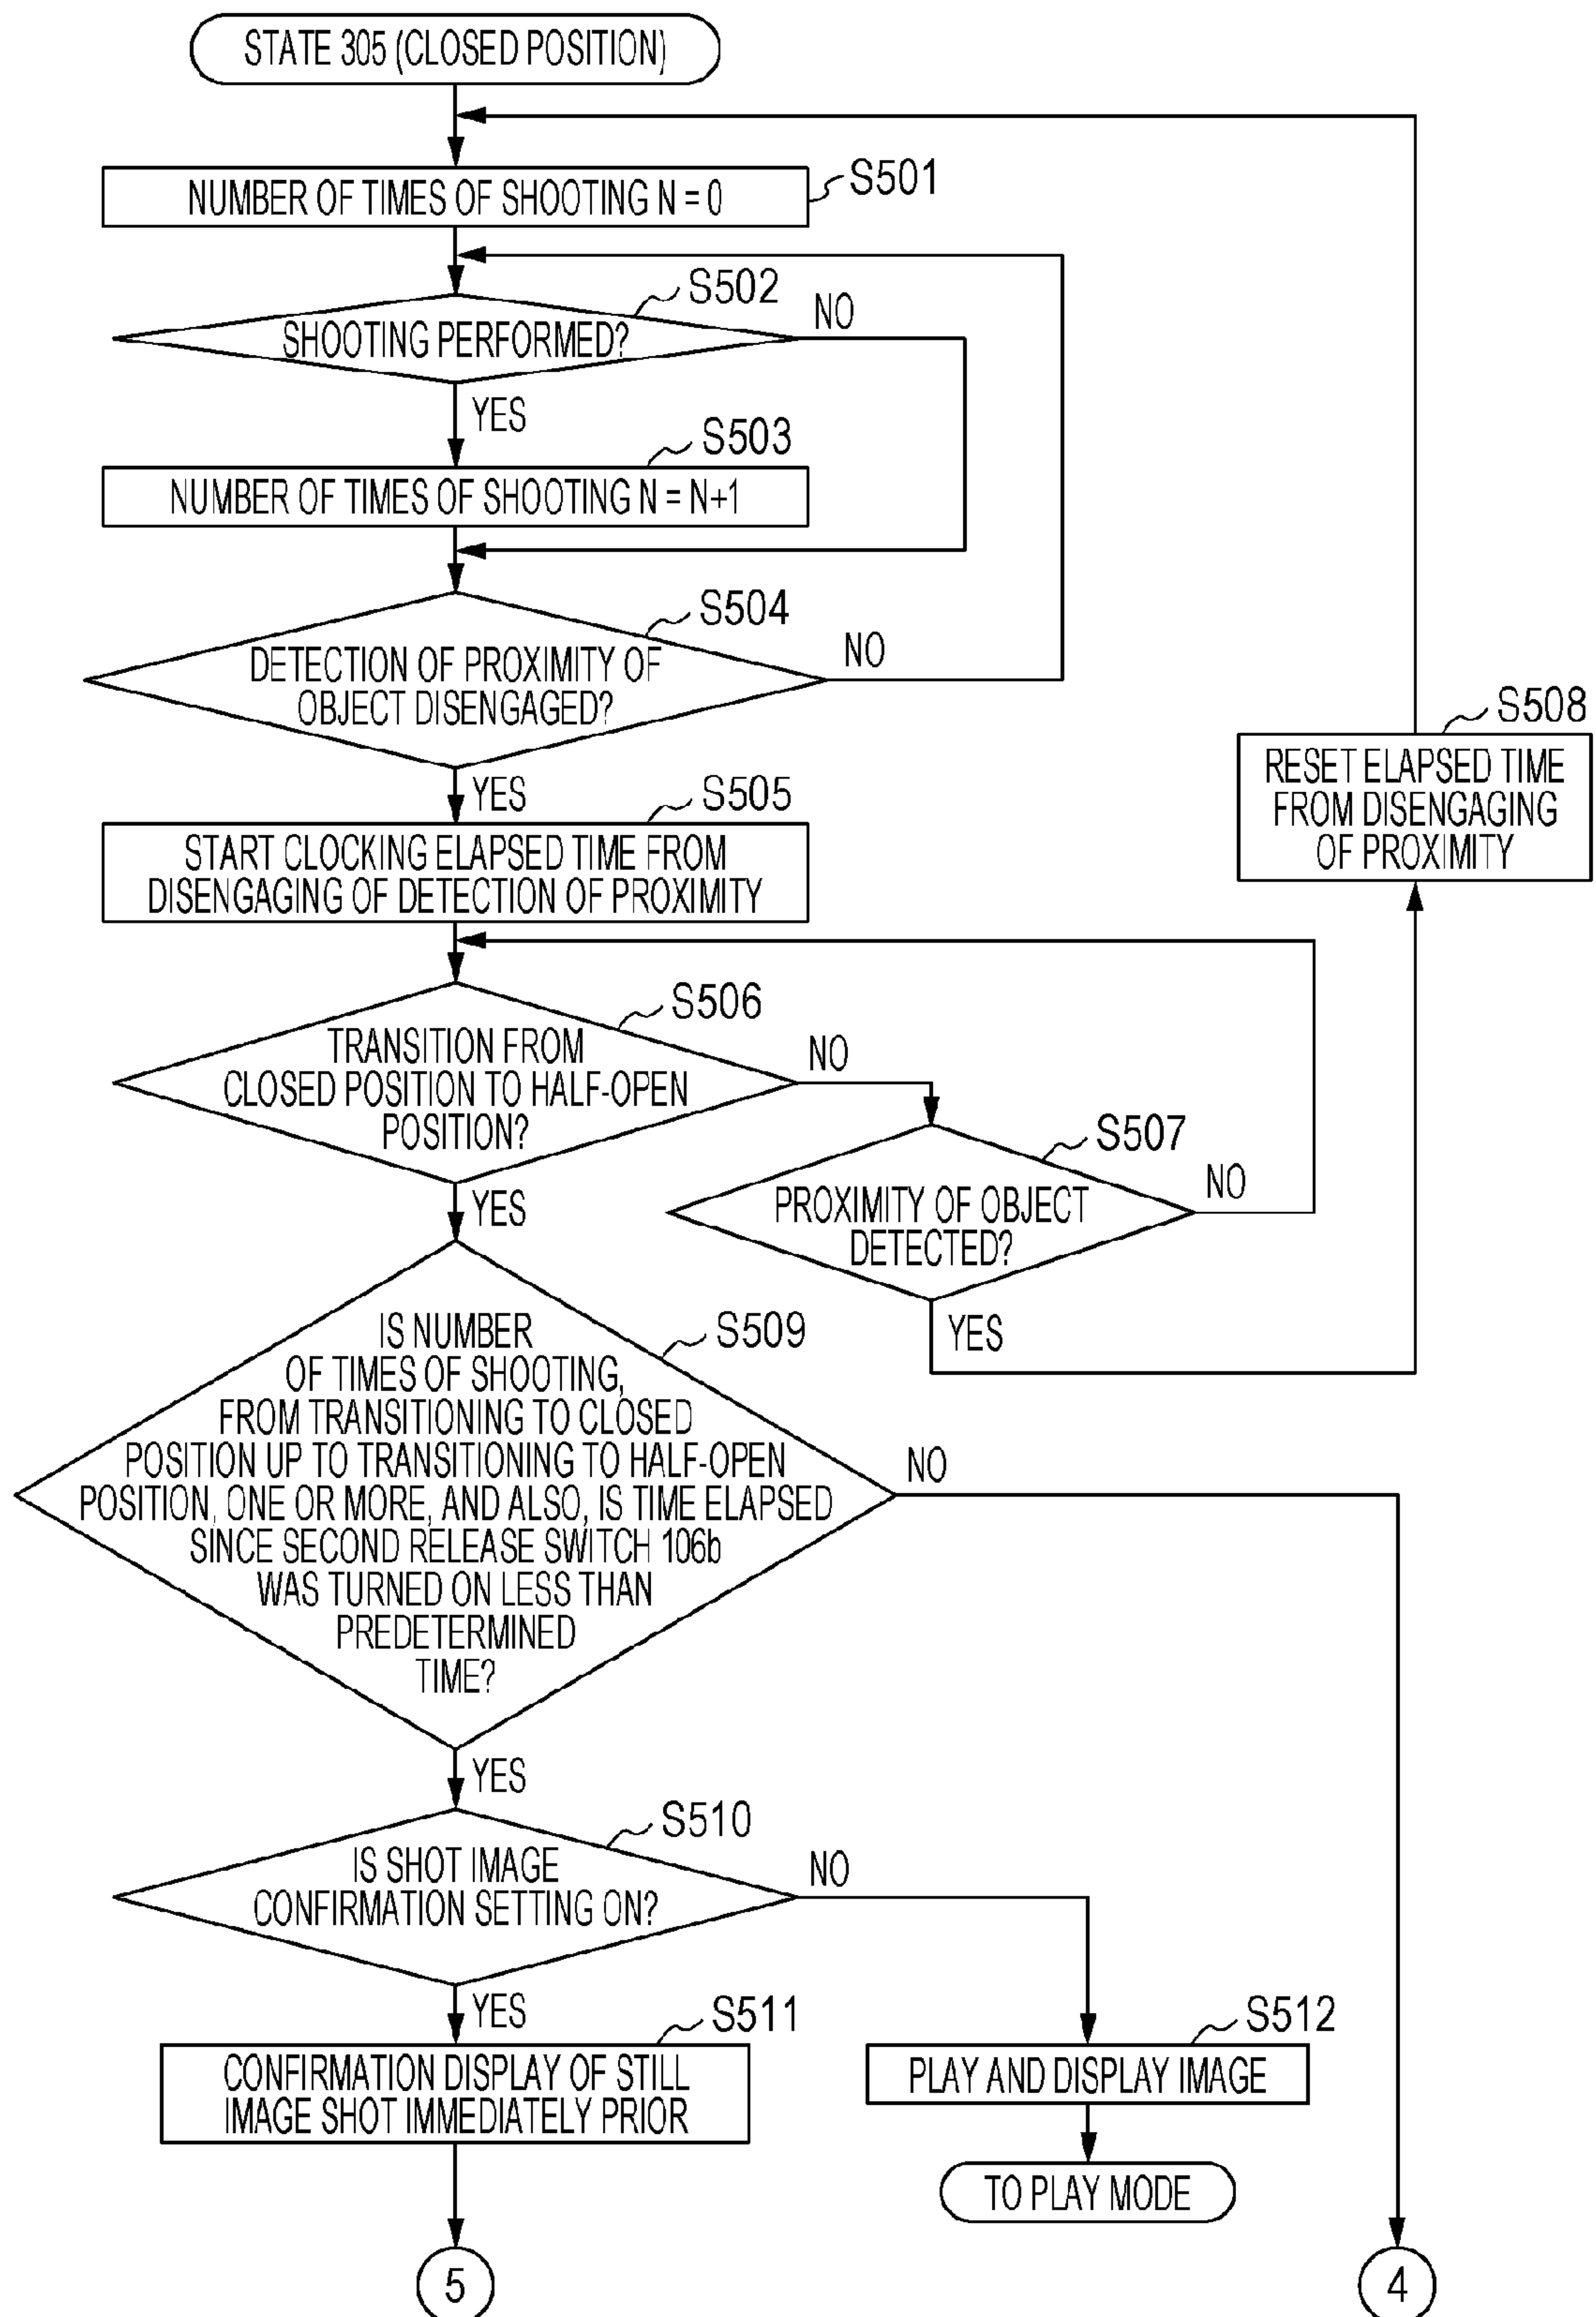 STATE 305 (CLOSED POSITION)
S501
NUMBER OF TIMES OF SHOOTING N = 0
S502
SHOOTING PERFORMED?
NO
YES
S503
NUMBER OF TIMES OF SHOOTING N = N+1
S504
DETECTION OF PROXIMITY OF
OBJECT DISENGAGED?
NO
YES
S505
START CLOCKING ELAPSED TIME FROM
DISENGAGING OF DETECTION OF PROXIMITY
S508
RESET ELAPSED TIME
FROM DISENGAGING
OF PROXIMITY
S506
TRANSITION FROM
CLOSED POSITION TO HALF-OPEN
POSITION?
NO
YES
S507
PROXIMITY OF OBJECT
DETECTED?
NO
YES
S509
IS NUMBER
OF TIMES OF SHOOTING,
FROM TRANSITIONING TO CLOSED
POSITION UP TO TRANSITIONING TO HALF-OPEN
POSITION, ONE OR MORE, AND ALSO, IS TIME ELAPSED
SINCE SECOND RELEASE SWITCH 106b
WAS TURNED ON LESS THAN
PREDETERMINED
TIME?
NO
YES
S510
IS SHOT IMAGE
CONFIRMATION SETTING ON?
NO
YES
S511
CONFIRMATION DISPLAY OF STILL
IMAGE SHOT IMMEDIATELY PRIOR
S512
PLAY AND DISPLAY IMAGE
TO PLAY MODE
5
4